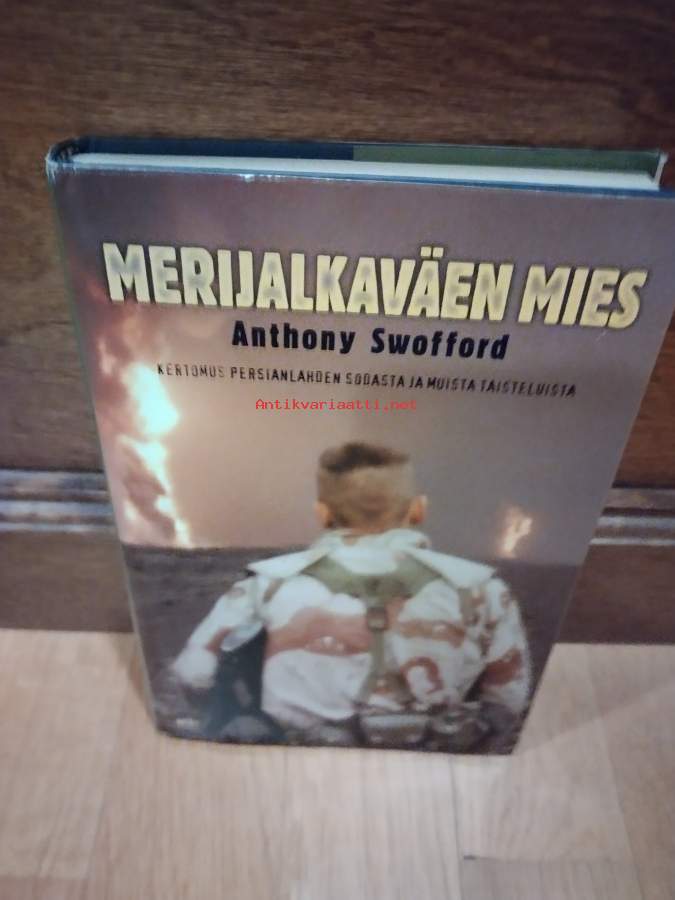 MERIJALKAVÄEN MIES
Anthony Swofford
KERTOMUS PERSIANLAHDEN SODASTA JA MUISTA TAISTELUISTA
Antikvariaatti.net